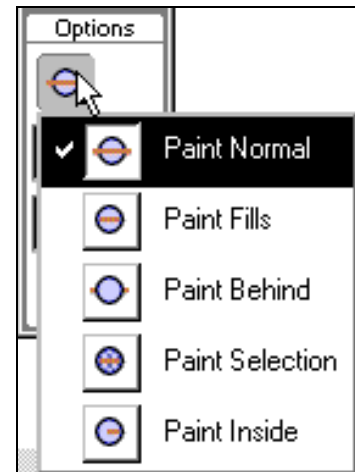 Options
Paint Normal
Paint Fills
Paint Behind
Paint Selection
Paint Inside